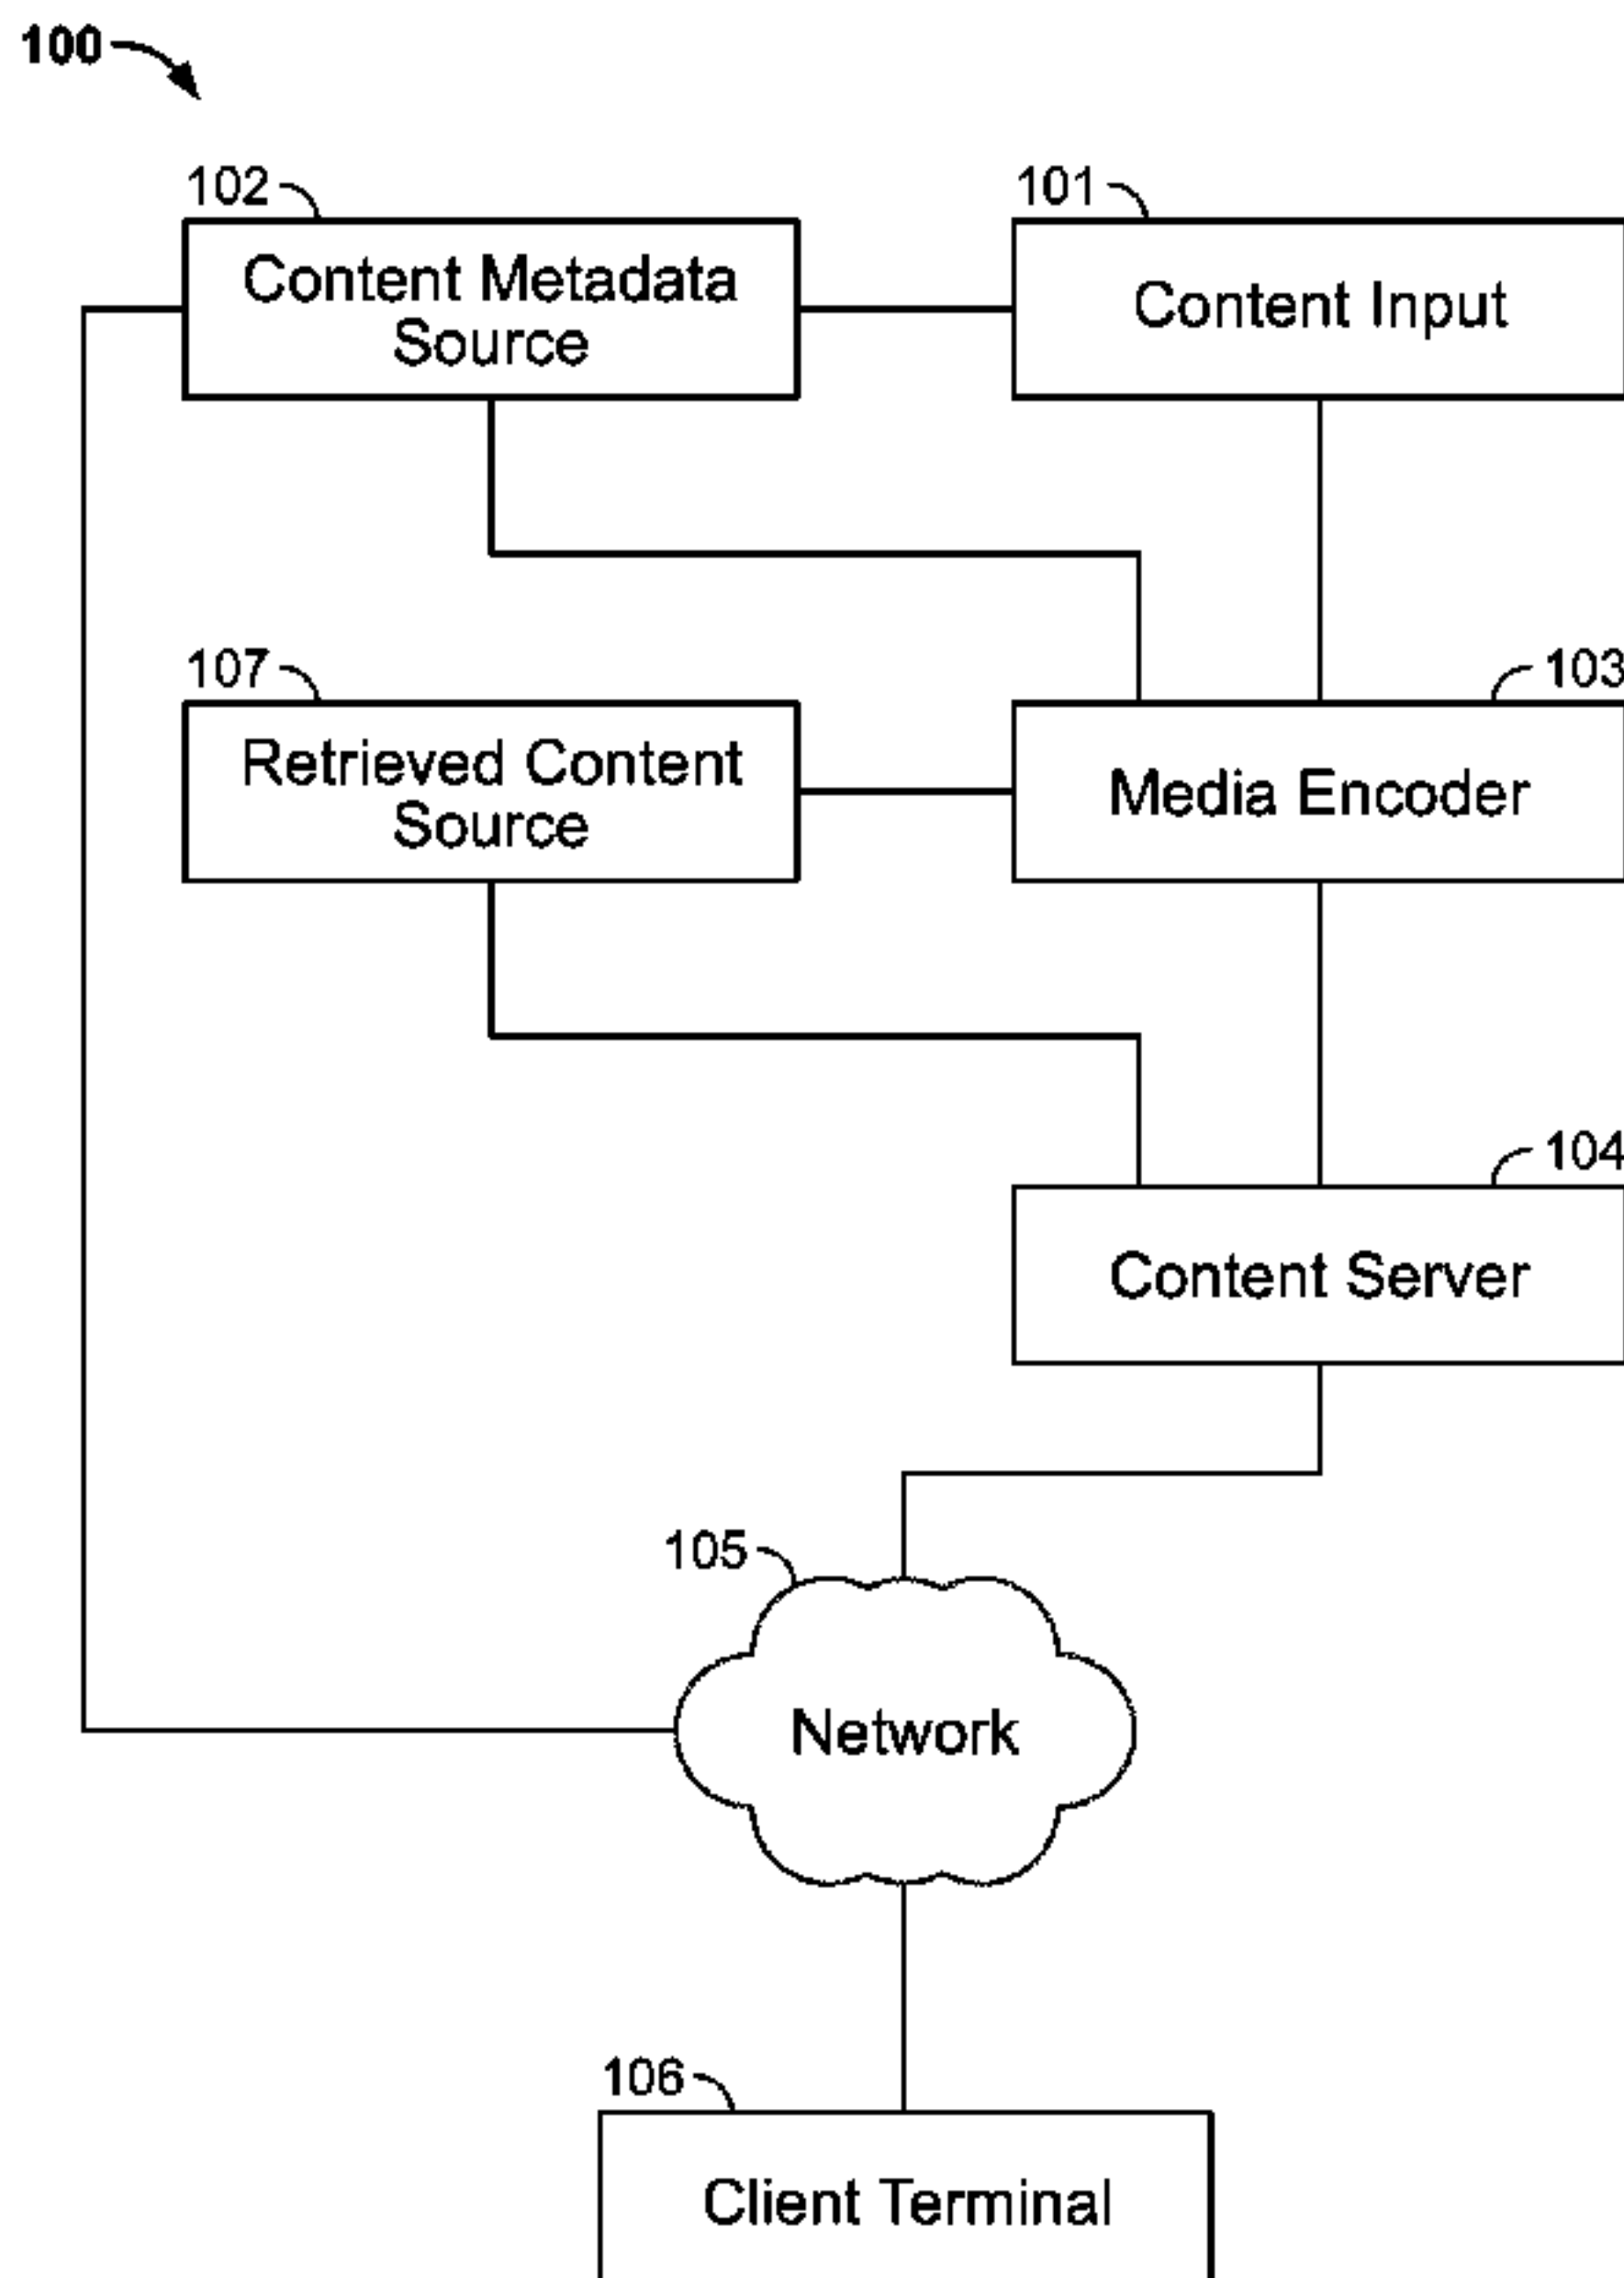 100
102
101
Content Metadata
Source
Content Input
107
103
Retrieved Content
Source
Media Encoder
104
Content Server
105
Network
106
Client Terminal